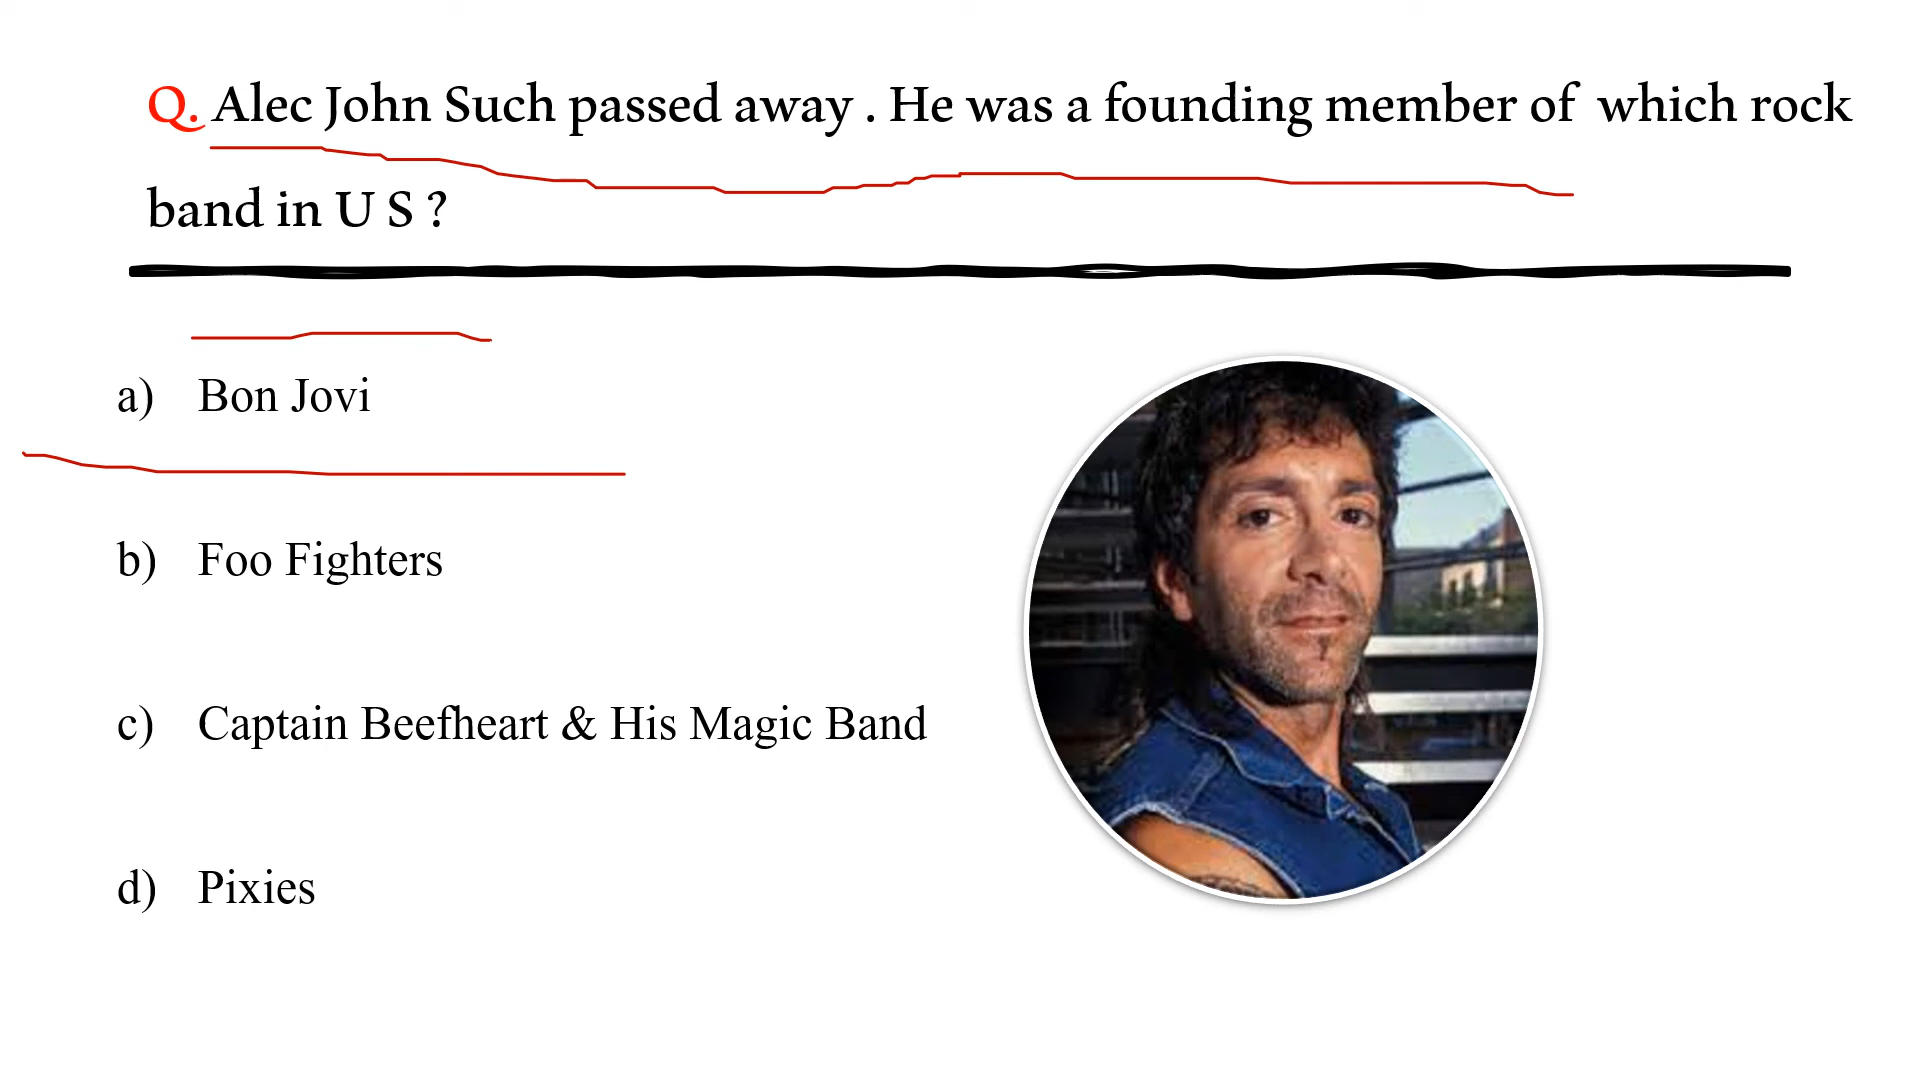 Q. Alec John Such passed away . He was a founding member of which rock
band in U S ?
a) Bon Jovi
b) Foo Fighters
c) Captain Beefheart & His Magic Band
d) Pixies